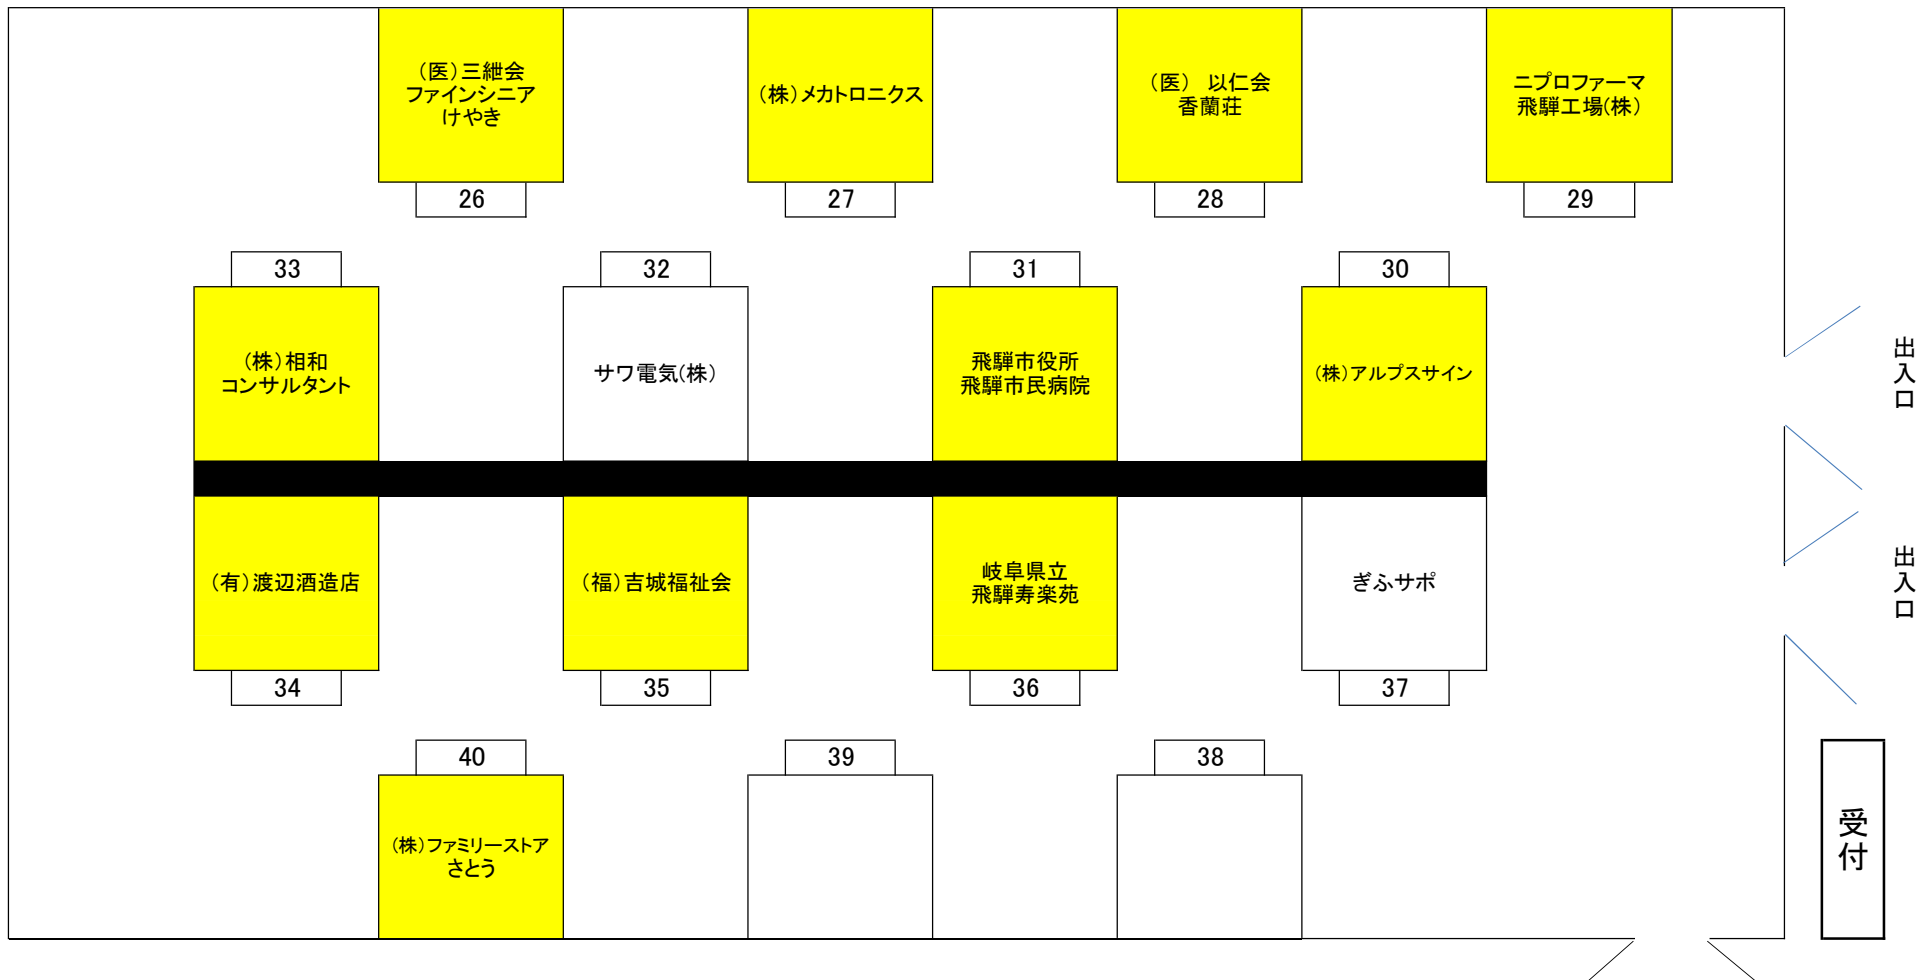 （医）三紲会
ファインシニア
けやき
（株）メカトロニクス
（医） 以仁会
香蘭荘
ニプロファーマ
飛騨工場(株)
26
27
28
29
33
32
31
30
（株）相和
コンサルタント
サワ電気(株)
飛騨市役所
飛騨市民病院
（株）アルプスサイン
出入口
（有）渡辺酒造店
（福）吉城福祉会
岐阜県立
飛騨寿楽苑
ぎふサポ
出入口
34
35
36
37
40
39
38
（株）ファミリーストア
さとう
受付